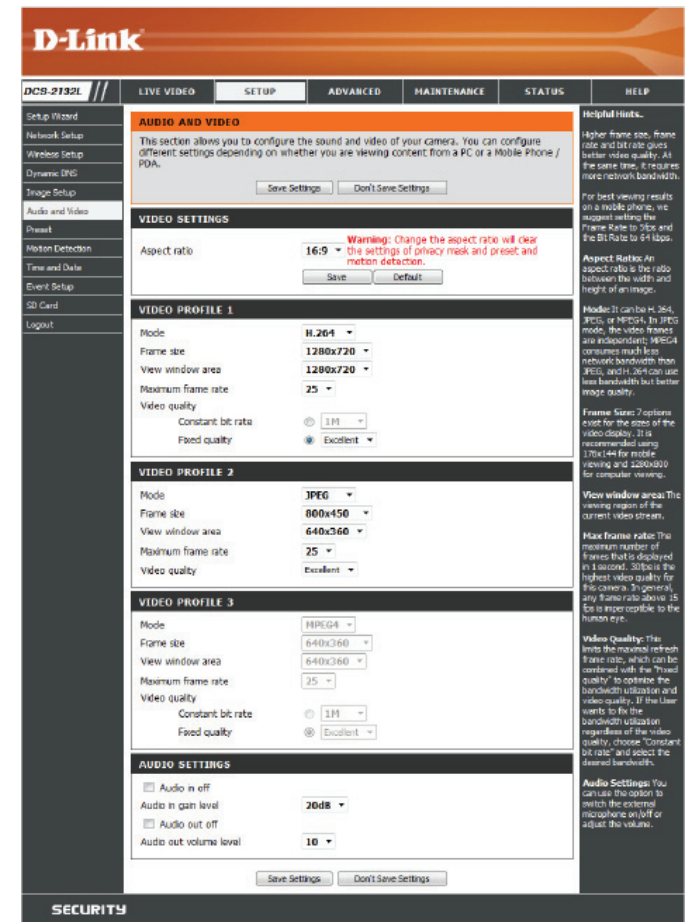 D-Link
DCS-2132L // LIVE VIDEO SETUP ADVANCED MAINTENANCE STATUS HELP
Setup Wizard
Network Setup
Wireless Setup
Dynamic DNS
Image Setup
Audio and Video
Preset
Motion Detection
Time and Date
Event Setup
SD Card
Logout
AUDIO AND VIDEO
This section allows you to configure the sound and video of your camera. You can configure
different settings depending on whether you are viewing content from a PC or a Mobile Phone /
PDA.
Save Settings Don't Save Settings
VIDEO SETTINGS
Aspect ratio 16:9
Warning: Change the aspect ratio will clear
the settings of privacy mask and preset and
motion detection.
Save Default
VIDEO PROFILE 1
Mode H.264
Frame size 1280x720
View window area 1280x720
Maximum frame rate 25
Video quality
Constant bit rate 1M
Fixed quality Excellent
VIDEO PROFILE 2
Mode JPEG
Frame size 800x450
View window area 640x360
Maximum frame rate 25
Video quality Excellent
VIDEO PROFILE 3
Mode MPEG4
Frame size 640x360
View window area 640x360
Maximum frame rate 25
Video quality
Constant bit rate 1M
Fixed quality Excellent
AUDIO SETTINGS
Audio in off
Audio in gain level 20dB
Audio out off
Audio out volume level 10
Save Settings Don't Save Settings
Helpful Hints..
Higher frame size, frame
rate and bit rate gives
better video quality. At
the same time, it requires
more network bandwidth.
For best viewing results
on a mobile phone, we
suggest setting the
Frame Rate to 5fps and
the Bit Rate to 64 kbps.
Aspect Ratio: An
aspect ratio is the ratio
between the width and
height of an image.
Mode: It can be H.264,
JPEG, or MPEG4. In JPEG
mode, the video frames
are independent; MPEG4
consumes much less
network bandwidth than
JPEG, and H.264 can use
less bandwidth but better
image quality.
Frame Size: 7 options
exist for the sizes of the
video display. It is
recommended using
176x144 for mobile
viewing and 1280x800
for computer viewing.
View window area: The
viewing region of the
current video stream.
Max frame rate: The
maximum number of
frames that is displayed
in 1 second. 30fps is the
highest video quality for
this camera. In general,
any frame rate above 15
fps is imperceptible to the
human eye.
Video Quality: This
limits the maximal refresh
frame rate, which can be
combined with the "Fixed
quality" to optimize the
bandwidth utilization and
video quality. If the User
wants to fix the
bandwidth utilization
regardless of the video
quality, choose "Constant
bit rate" and select the
desired bandwidth.
Audio Settings: You
can use the option to
switch the external
microphone on/off or
adjust the volume.
SECURITY